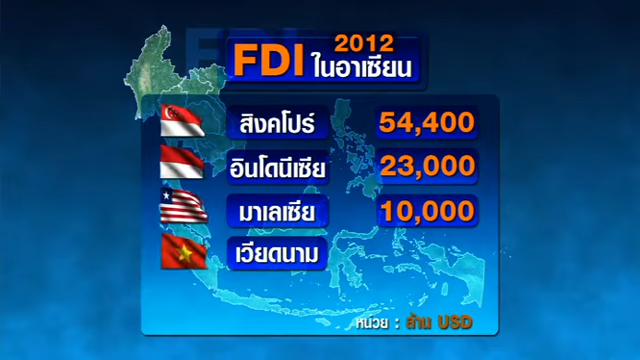 2012
FDI ในอาเซียน
สิงคโปร์ 54,400
อินโดนีเซีย 23,000
มาเลเซีย 10,000
เวียดนาม
หน่วย : ล้าน USD